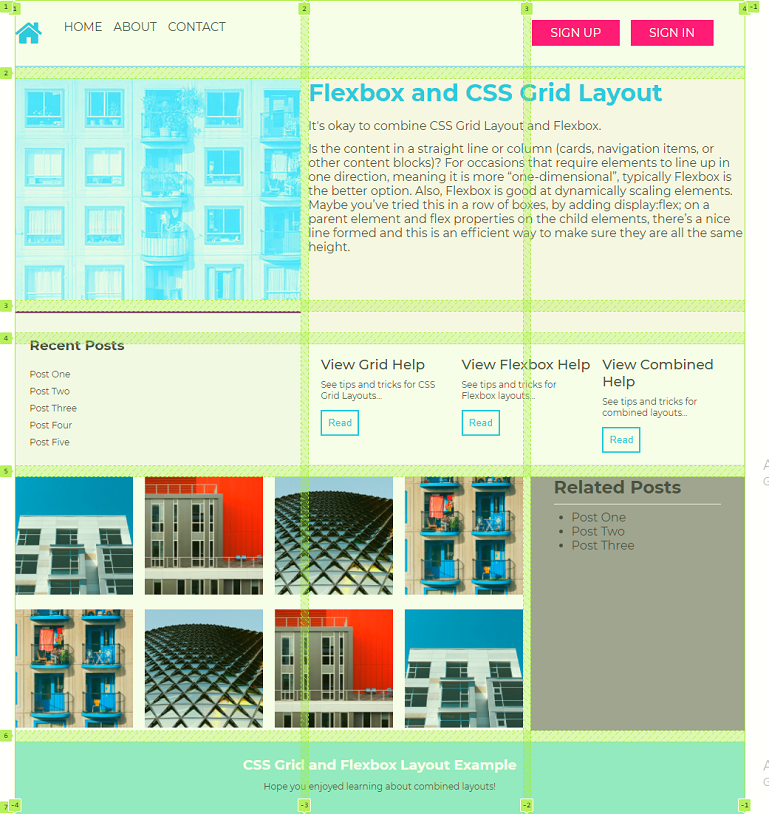 1
1
2
3
4
-1
HOME ABOUT CONTACT
SIGN UP
SIGN IN
2
Flexbox and CSS Grid Layout
It's okay to combine CSS Grid Layout and Flexbox.
Is the content in a straight line or column (cards, navigation items, or
other content blocks)? For occasions that require elements to line up in
one direction, meaning it is more “one-dimensional”, typically Flexbox is
the better option. Also, Flexbox is good at dynamically scaling elements.
Maybe you’ve tried this in a row of boxes, by adding display:flex; on a
parent element and flex properties on the child elements, there’s a nice
line formed and this is an efficient way to make sure they are all the same
height.
3
4
Recent Posts
Post One
Post Two
Post Three
Post Four
Post Five
View Grid Help
See tips and tricks for CSS
Grid Layouts...
Read
View Flexbox Help
See tips and tricks for
Flexbox layouts...
Read
View Combined
Help
See tips and tricks for
combined layouts...
Read
5
Related Posts
Post One
Post Two
Post Three
6
CSS Grid and Flexbox Layout Example
Hope you enjoyed learning about combined layouts!
7
-4
-3
-2
-1